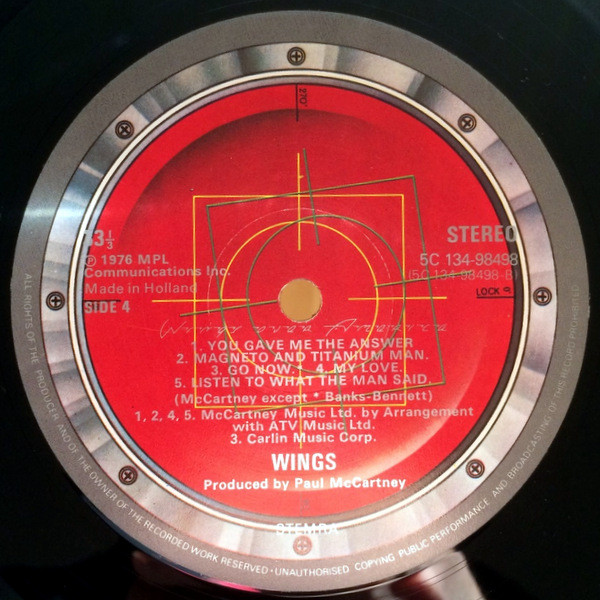 270°
33⅓
STEREO
℗ 1976 MPL
Communications Inc.
Made in Holland
SIDE 4
5C 134-98498
(5C 134-98498-B)
LOCK
1. YOU GAVE ME THE ANSWER
2. MAGNETO AND TITANIUM MAN.
3. GO NOW. * 4. MY LOVE.
5. LISTEN TO WHAT THE MAN SAID.
(McCartney except * Banks-Bennett)
1, 2, 4, 5. McCartney Music Ltd. by Arrangement
with ATV Music Ltd.
3. Carlin Music Corp.
WINGS
Produced by Paul McCartney
STEMRA
ALL RIGHTS OF THE PRODUCER AND OF THE OWNER OF THE RECORDED WORK RESERVED · UNAUTHORISED COPYING PUBLIC PERFORMANCE AND BROADCASTING OF THIS RECORD PROHIBITED